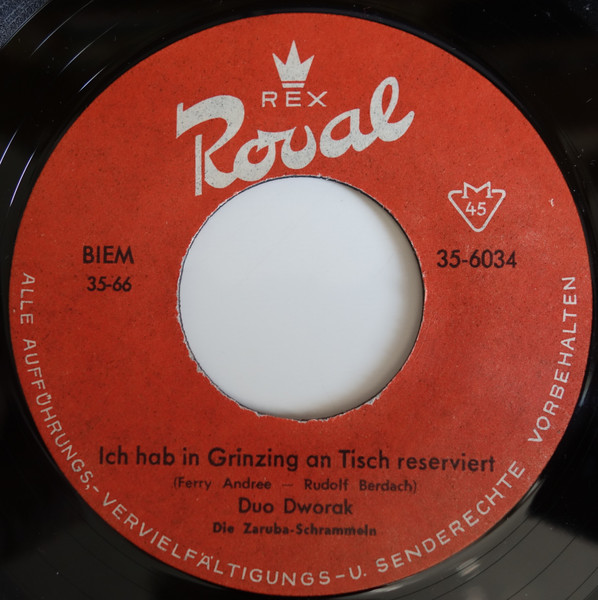 REX
Royal
M
45
BIEM
35-66
35-6034
Ich hab in Grinzing an Tisch reserviert
(Ferry Andree – Rudolf Berdach)
Duo Dworak
Die Zaruba-Schrammeln
ALLE AUFFÜHRUNGS,- VERVIELFÄLTIGUNGS-U. SENDERECHTE VORBEHALTEN